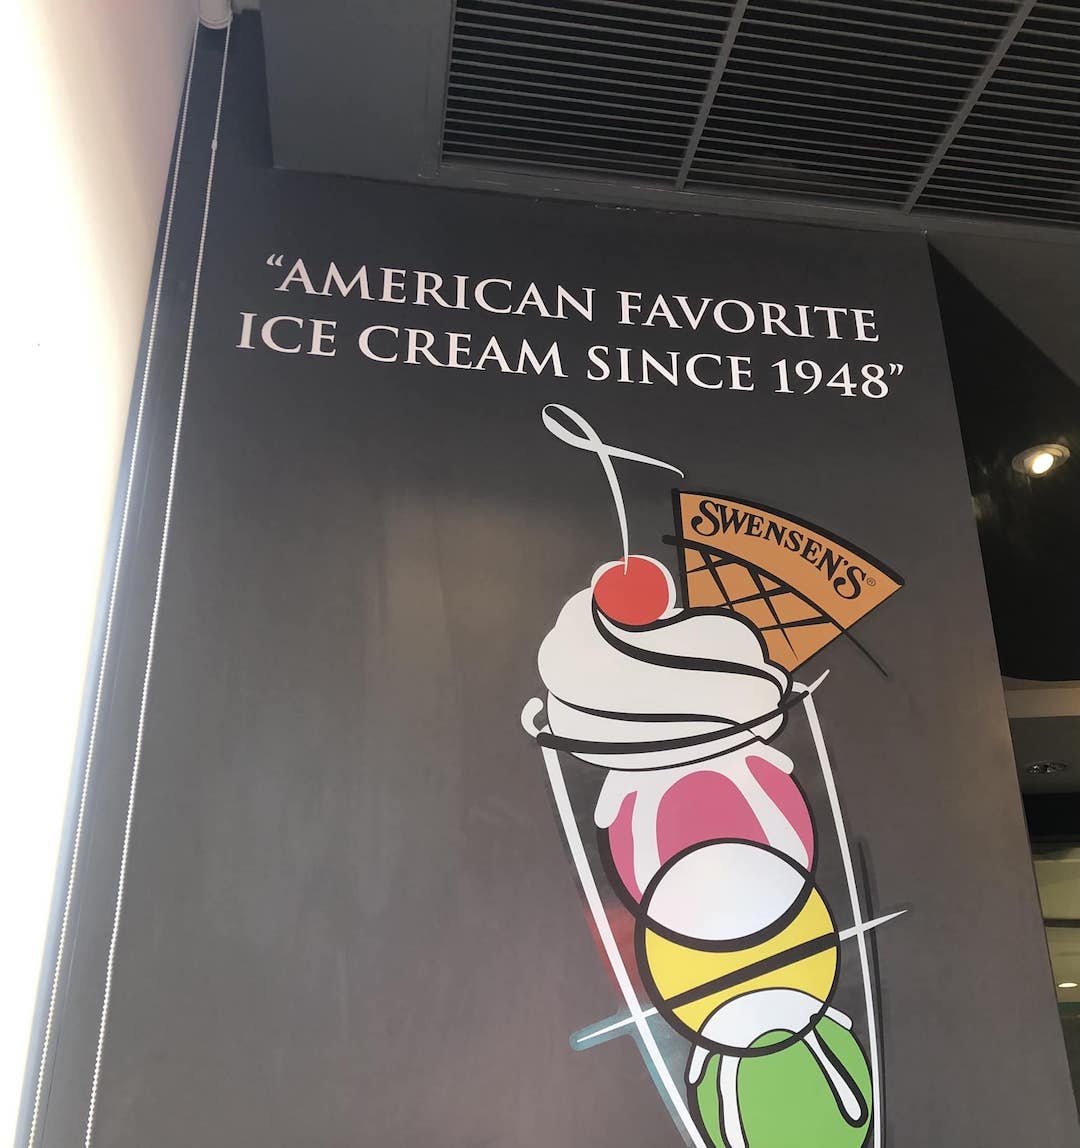 “AMERICAN FAVORITE
ICE CREAM SINCE 1948”
SWENSEN'S®